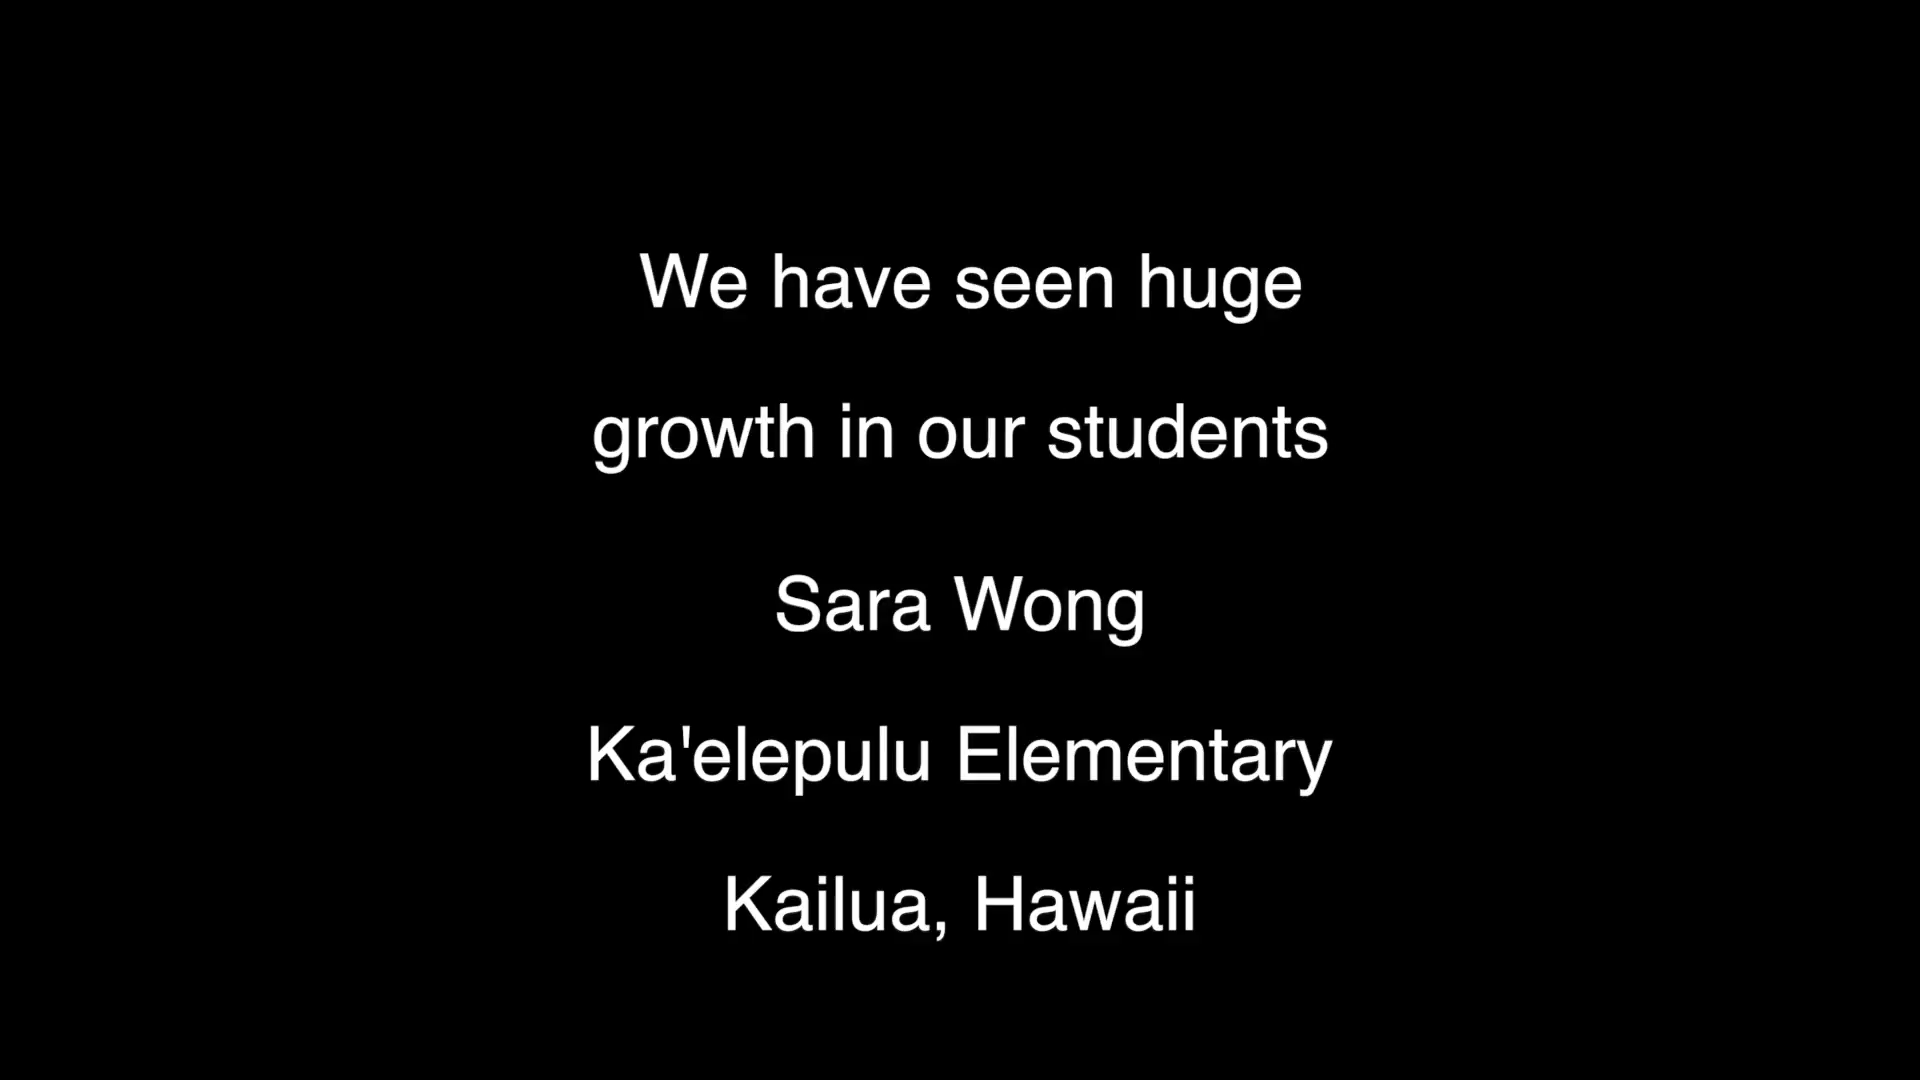 We have seen huge
growth in our students
Sara Wong
Ka'elepulu Elementary
Kailua, Hawaii